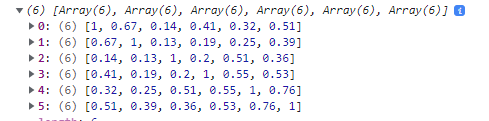 ▼ (6) [Array(6), Array(6), Array(6), Array(6), Array(6), Array(6)] i
▶ 0: (6) [1, 0.67, 0.14, 0.41, 0.32, 0.51]
▶ 1: (6) [0.67, 1, 0.13, 0.19, 0.25, 0.39]
▶ 2: (6) [0.14, 0.13, 1, 0.2, 0.51, 0.36]
▶ 3: (6) [0.41, 0.19, 0.2, 1, 0.55, 0.53]
▶ 4: (6) [0.32, 0.25, 0.51, 0.55, 1, 0.76]
▶ 5: (6) [0.51, 0.39, 0.36, 0.53, 0.76, 1]
length: 6